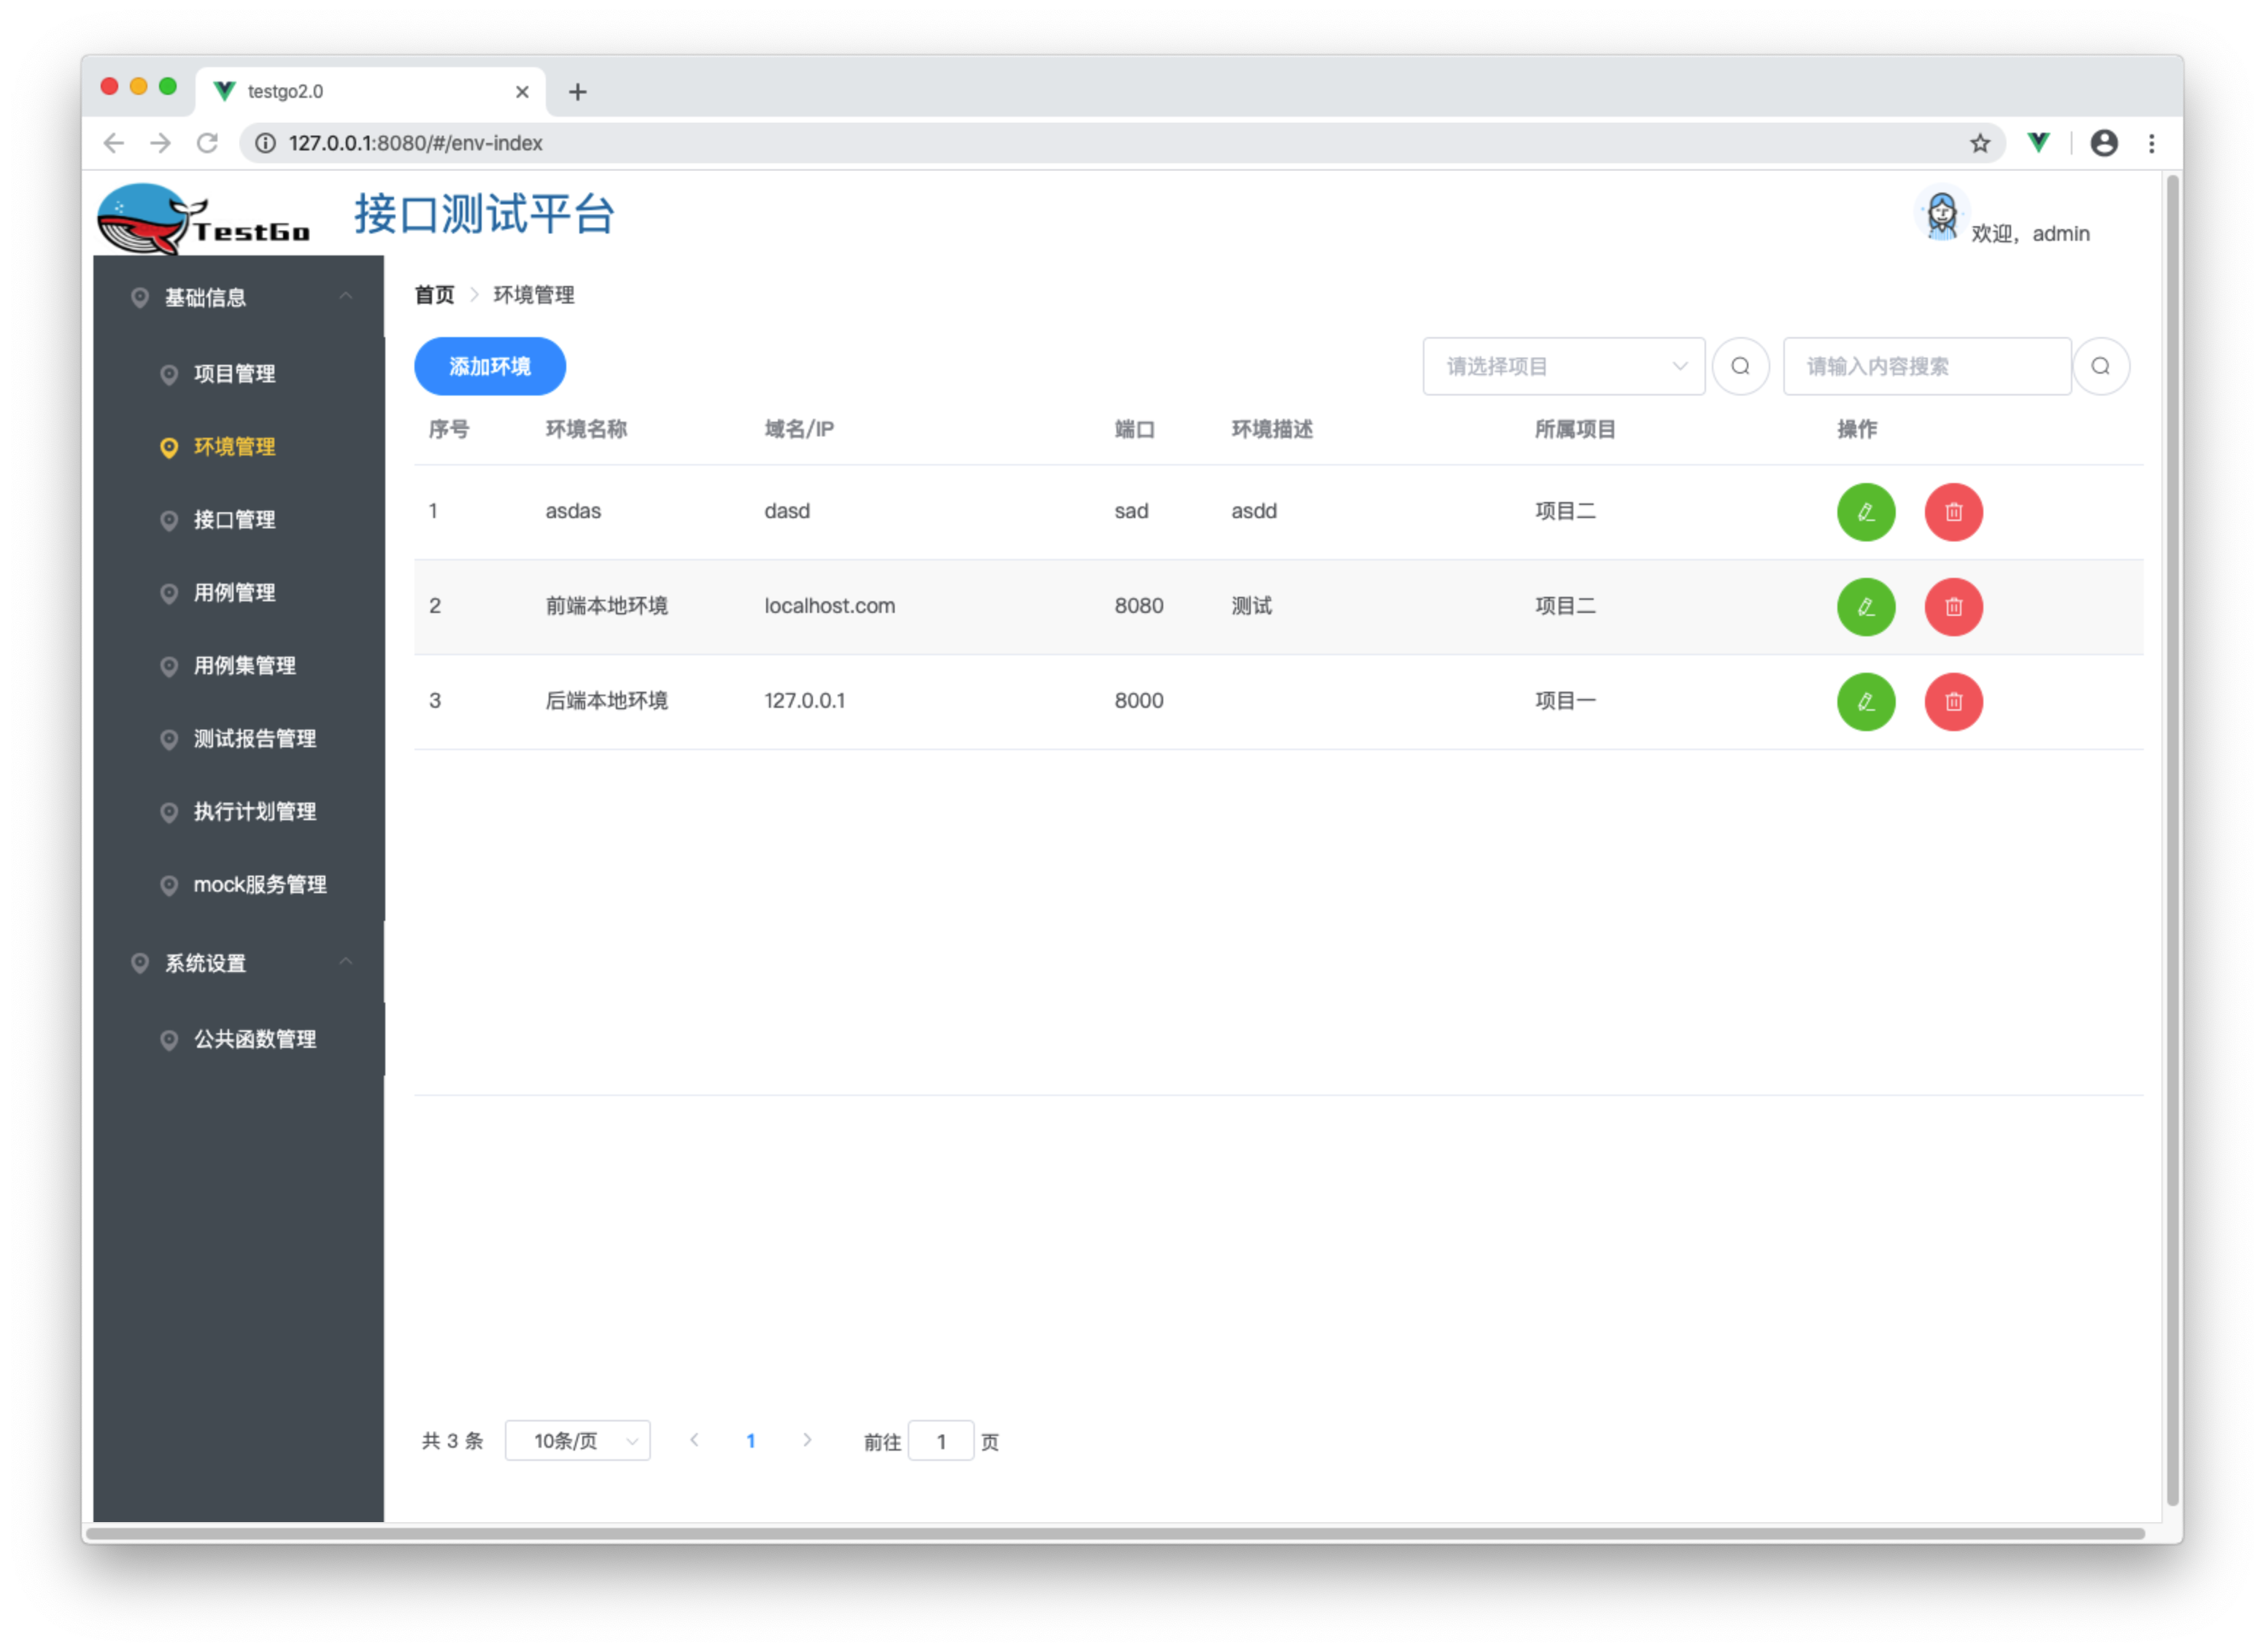 testgo2.0
127.0.0.1:8080/#/env-index
TestGo 接口测试平台
欢迎，admin
基础信息
项目管理
环境管理
接口管理
用例管理
用例集管理
测试报告管理
执行计划管理
mock服务管理
系统设置
公共函数管理
首页 环境管理
添加环境 请选择项目 请输入内容搜索
序号 环境名称 域名/IP 端口 环境描述 所属项目 操作
1 asdas dasd sad asdd 项目二
2 前端本地环境 localhost.com 8080 测试 项目二
3 后端本地环境 127.0.0.1 8000 项目一
共 3 条 10条/页 1 前往 1 页